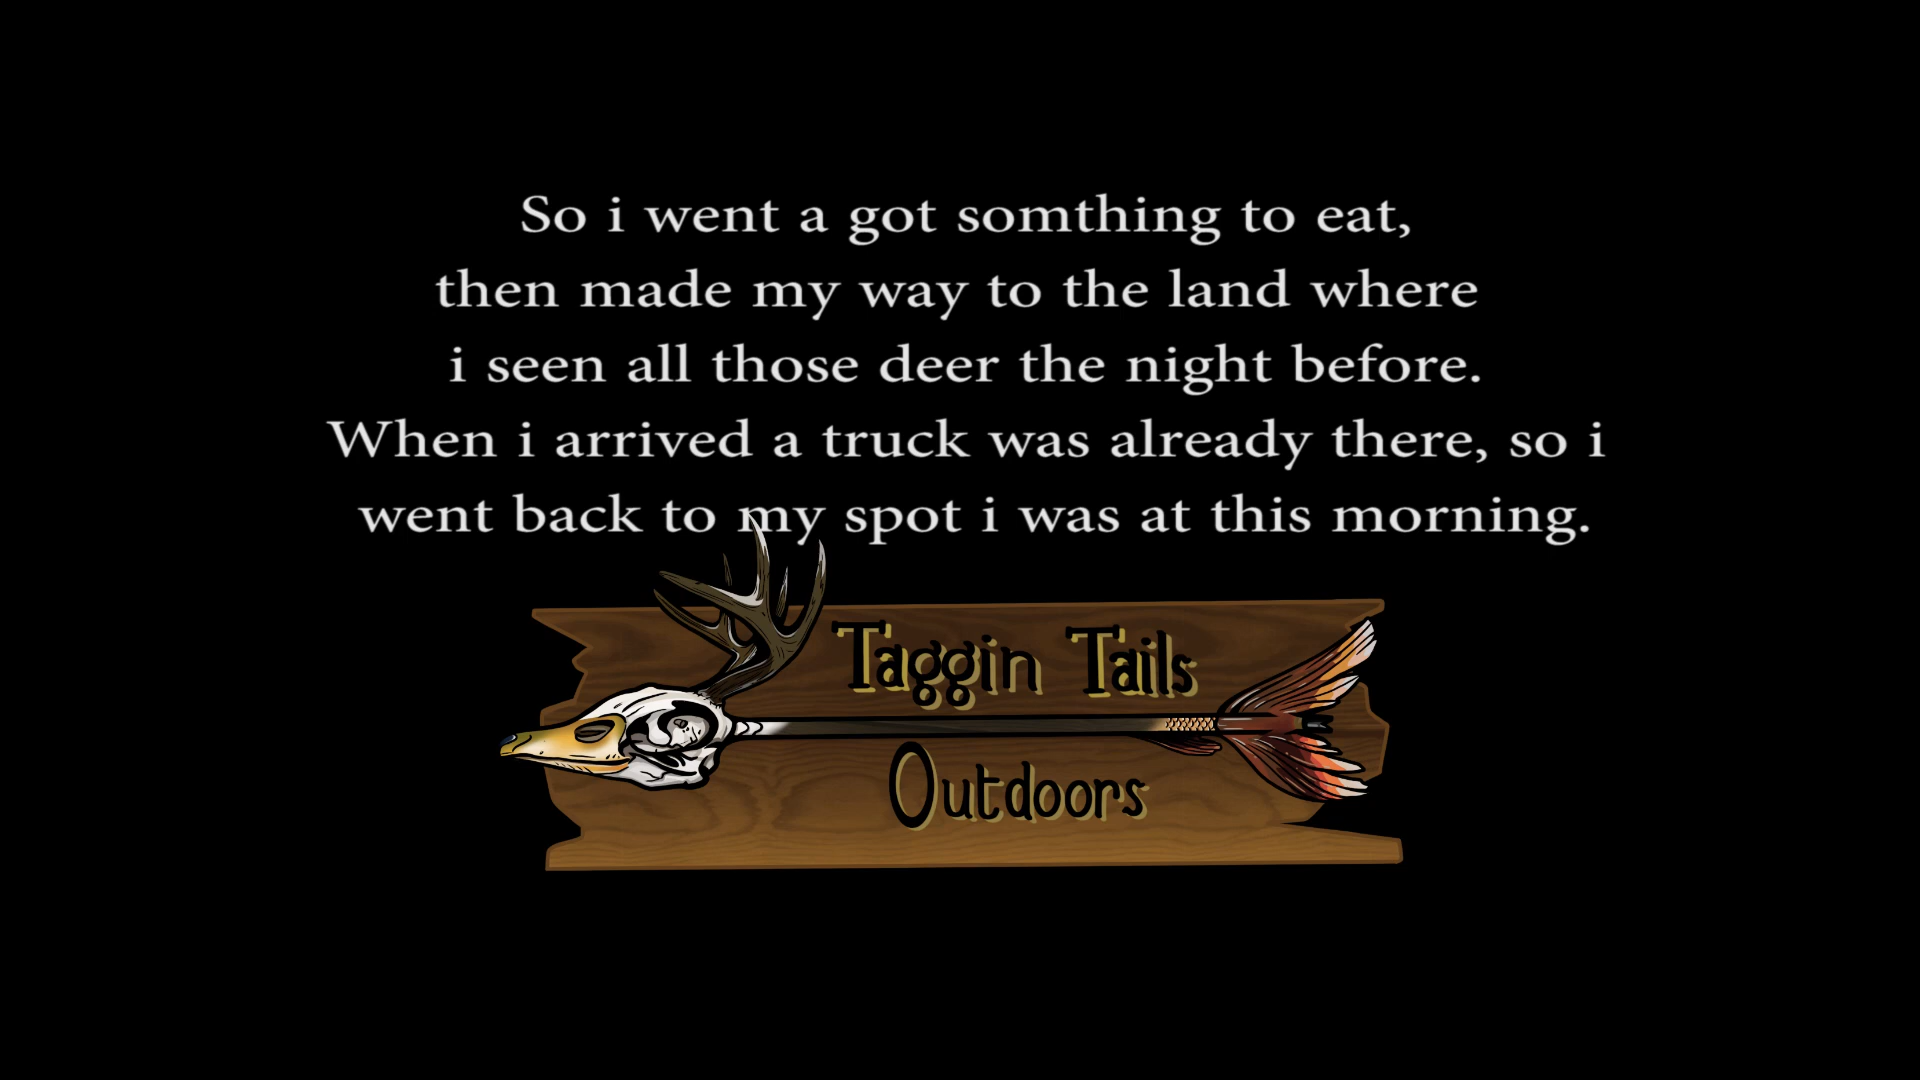 So i went a got somthing to eat,
then made my way to the land where
i seen all those deer the night before.
When i arrived a truck was already there, so i
went back to my spot i was at this morning.
Taggin Tails
Outdoors